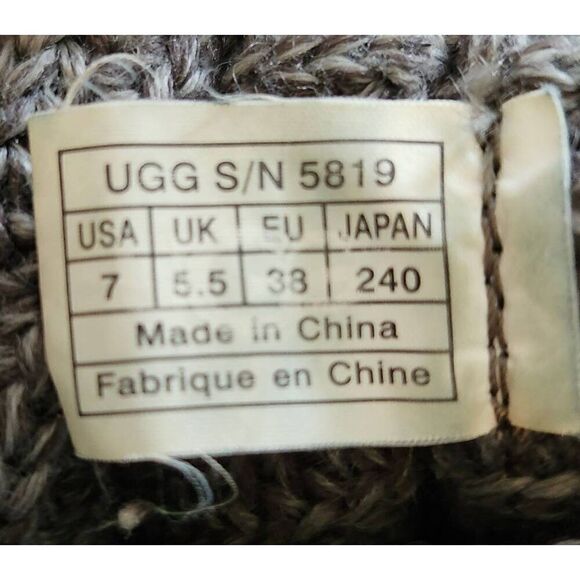 UGG S/N 5819
USA UK EU JAPAN
7 5.5 38 240
Made in China
Fabrique en Chine